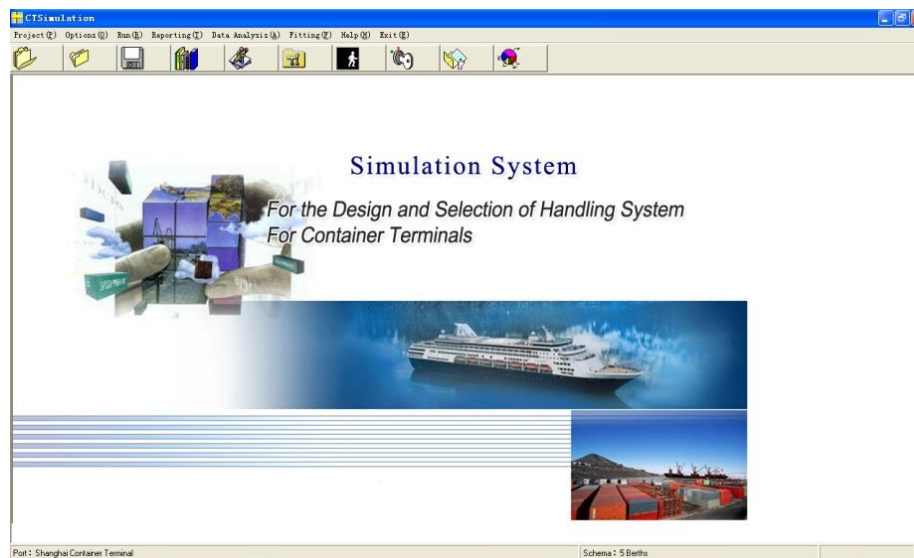 CTSimulation
Project(P) Options(O) Run(R) Reporting(T) Data Analysis(A) Fitting(F) Help(H) Exit(E)
Simulation System
For the Design and Selection of Handling System
For Container Terminals
Port: Shanghai Container Terminal Schema: 5 Berths